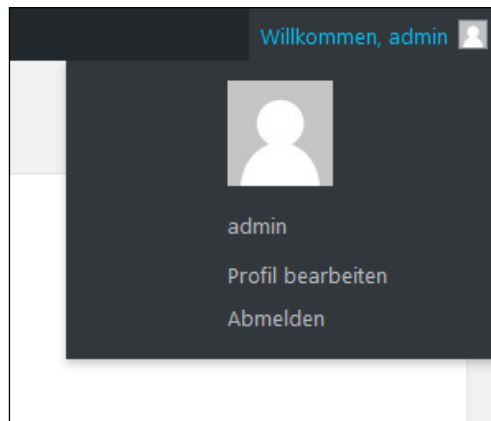 Willkommen, admin
admin
Profil bearbeiten
Abmelden